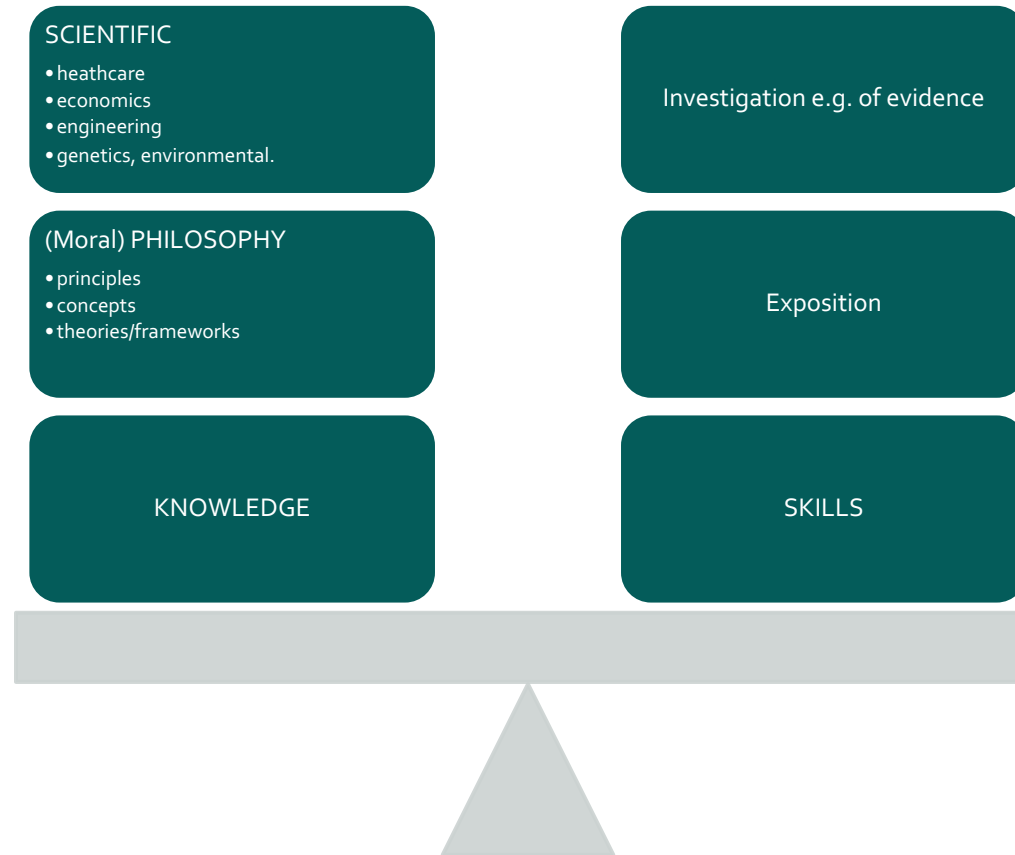 SCIENTIFIC
• heathcare
• economics
• engineering
• genetics, environmental.
Investigation e.g. of evidence
(Moral) PHILOSOPHY
• principles
• concepts
• theories/frameworks
Exposition
KNOWLEDGE
SKILLS